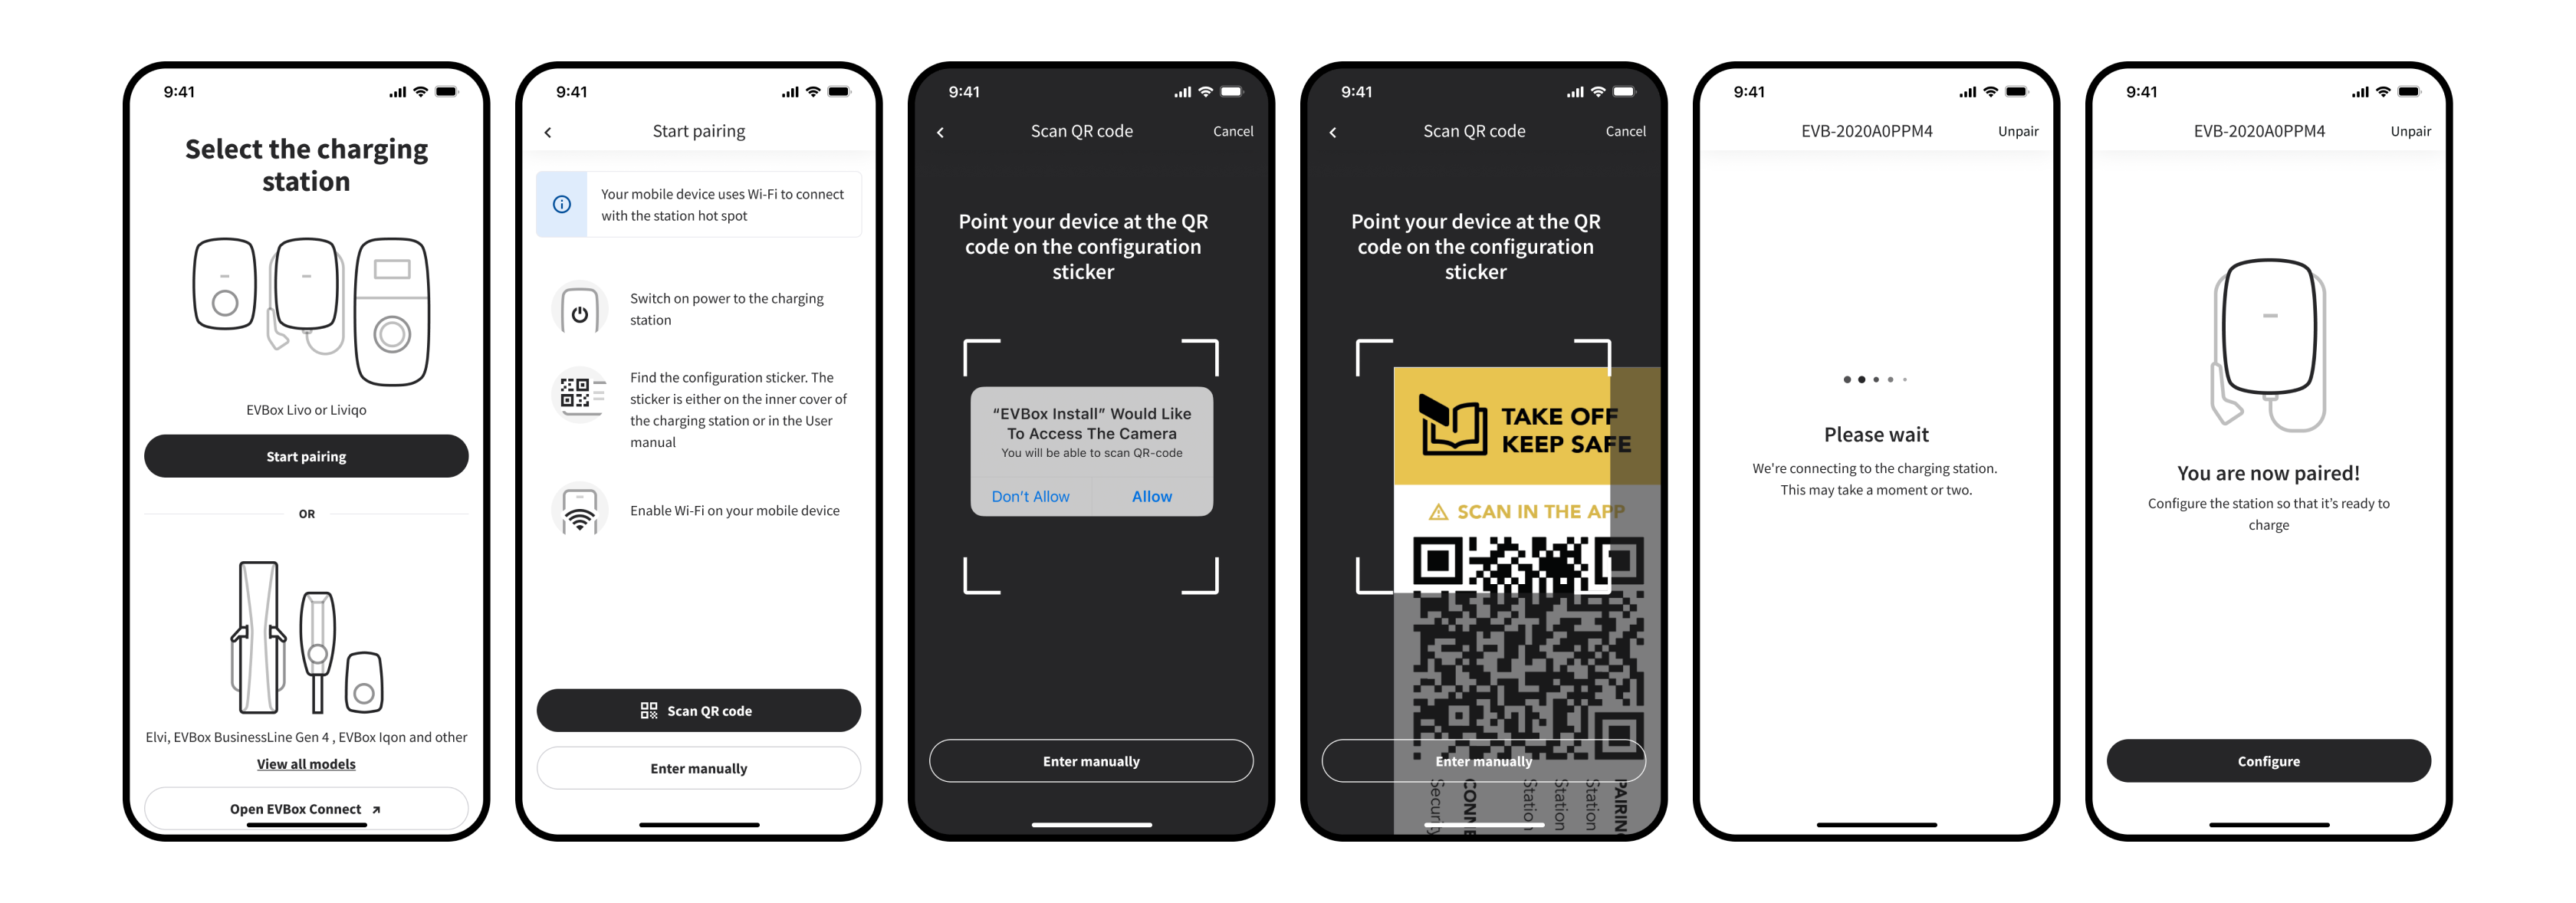 9:41
Select the charging
station
EVBox Livo or Liviqo
Start pairing
OR
Elvi, EVBox BusinessLine Gen 4 , EVBox Iqon and other
View all models
Open EVBox Connect
9:41
Start pairing
Your mobile device uses Wi-Fi to connect
with the station hot spot
Switch on power to the charging
station
Find the configuration sticker. The
sticker is either on the inner cover of
the charging station or in the User
manual
Enable Wi-Fi on your mobile device
Scan QR code
Enter manually
9:41
Scan QR code
Cancel
Point your device at the QR
code on the configuration
sticker
“EVBox Install” Would Like
To Access The Camera
You will be able to scan QR-code
Don’t Allow
Allow
Enter manually
9:41
Scan QR code
Cancel
Point your device at the QR
code on the configuration
sticker
TAKE OFF
KEEP SAFE
SCAN IN THE APP
Enter manually
Security
CONNE
Station
Station
Station
PAIRIN
9:41
EVB-2020A0PPM4
Unpair
Please wait
We're connecting to the charging station.
This may take a moment or two.
9:41
EVB-2020A0PPM4
Unpair
You are now paired!
Configure the station so that it’s ready to
charge
Configure